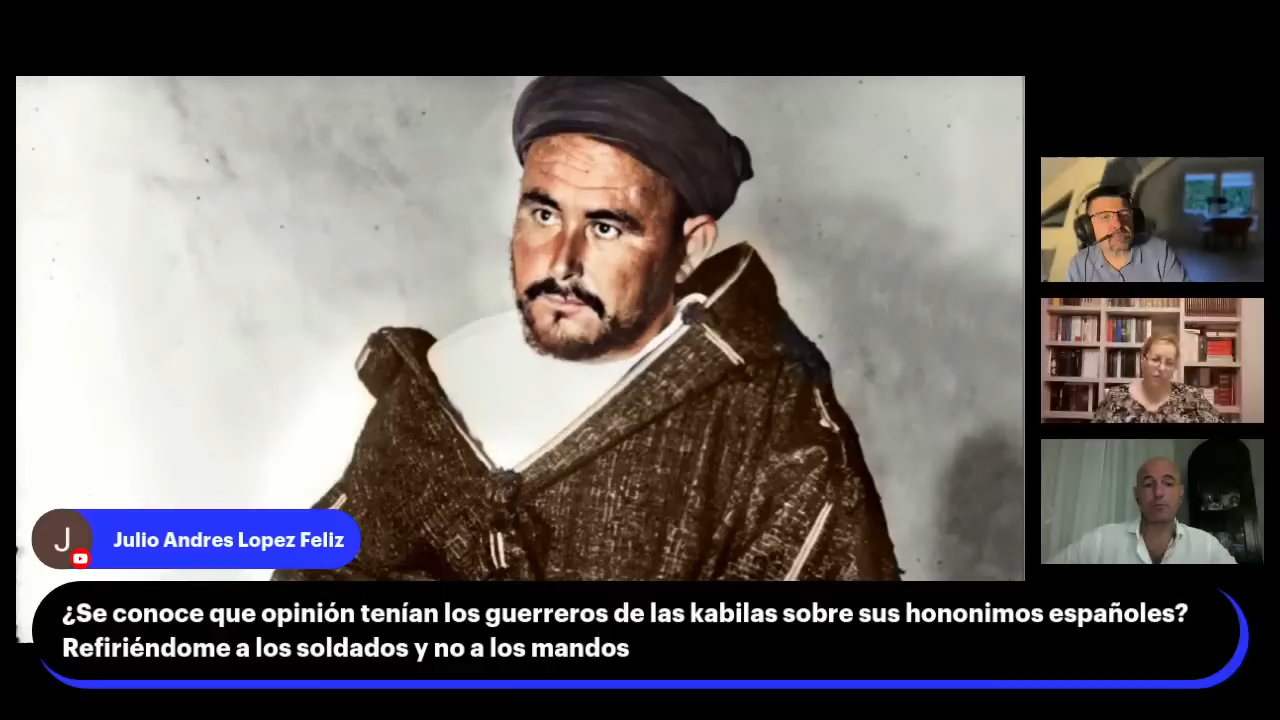 J
Julio Andres Lopez Feliz
¿Se conoce que opinión tenían los guerreros de las kabilas sobre sus hononimos españoles?
Refiriéndome a los soldados y no a los mandos